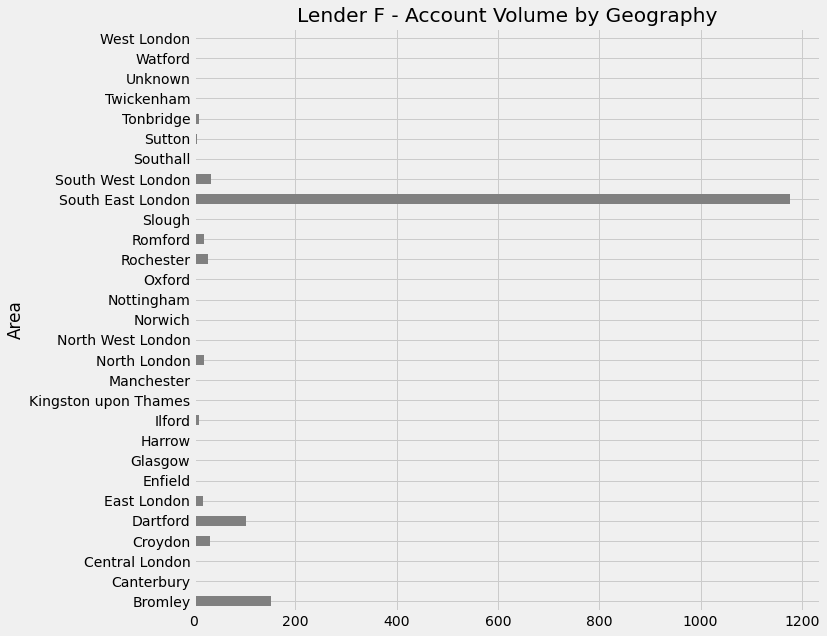 Lender F - Account Volume by Geography
West London
Watford
Unknown
Twickenham
Tonbridge
Sutton
Southall
South West London
South East London
Slough
Romford
Rochester
Oxford
Nottingham
Norwich
North West London
North London
Manchester
Kingston upon Thames
Ilford
Harrow
Glasgow
Enfield
East London
Dartford
Croydon
Central London
Canterbury
Bromley
Area
0 200 400 600 800 1000 1200